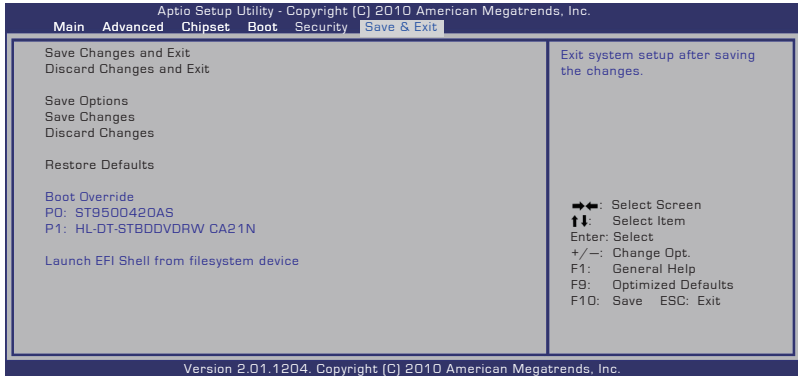 Aptio Setup Utility - Copyright (C) 2010 American Megatrends, Inc.
Main Advanced Chipset Boot Security Save & Exit
Save Changes and Exit
Discard Changes and Exit
Save Options
Save Changes
Discard Changes
Restore Defaults
Boot Override
P0: ST9500420AS
P1: HL-DT-STBDDVDRW CA21N
Launch EFI Shell from filesystem device
Exit system setup after saving
the changes.
→←: Select Screen
↑↓: Select Item
Enter: Select
+/—: Change Opt.
F1: General Help
F9: Optimized Defaults
F10: Save ESC: Exit
Version 2.01.1204. Copyright (C) 2010 American Megatrends, Inc.